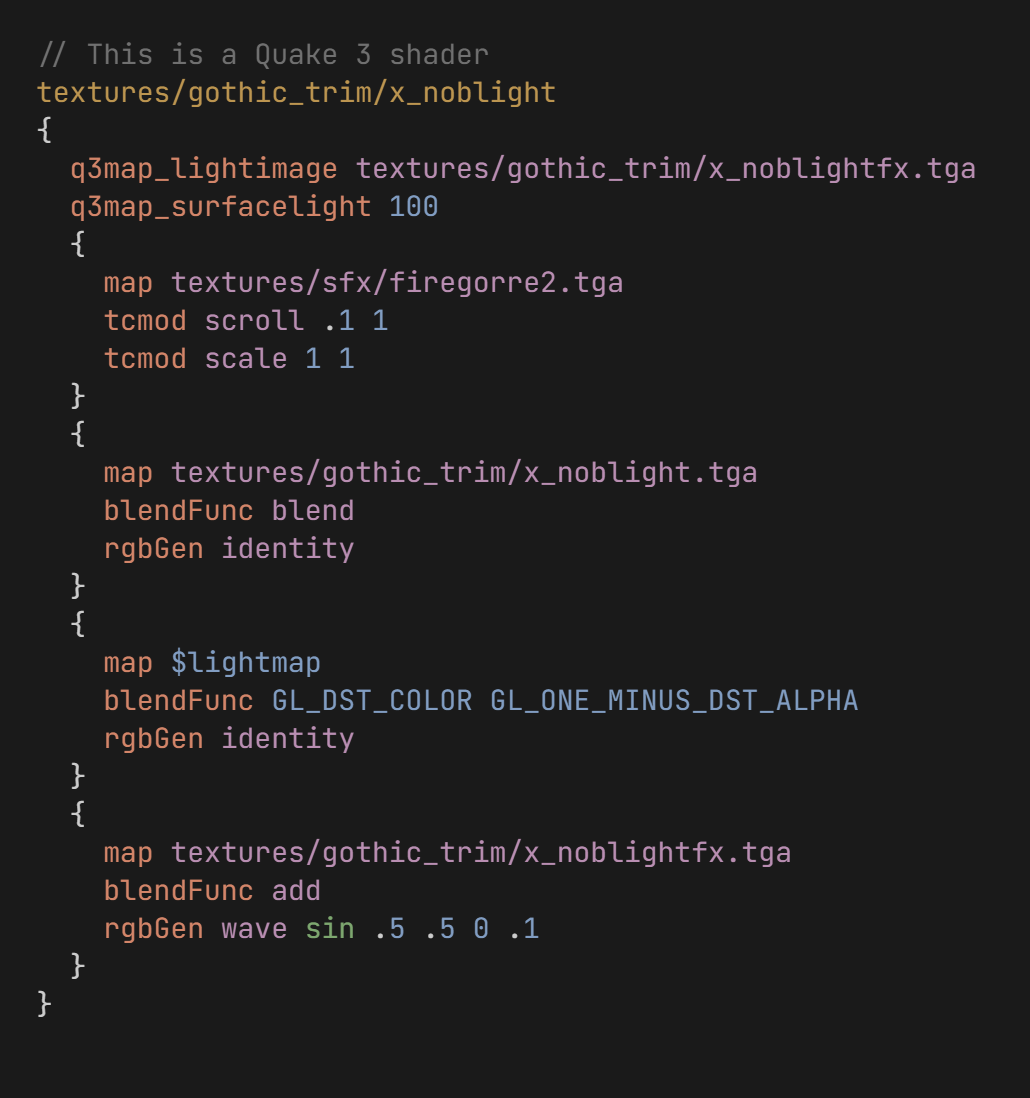 // This is a Quake 3 shader
textures/gothic_trim/x_noblight
{
  q3map_lightimage textures/gothic_trim/x_noblightfx.tga
  q3map_surfacelight 100
  {
    map textures/sfx/firegorre2.tga
    tcmod scroll .1 1
    tcmod scale 1 1
  }
  {
    map textures/gothic_trim/x_noblight.tga
    blendFunc blend
    rgbGen identity
  }
  {
    map $lightmap
    blendFunc GL_DST_COLOR GL_ONE_MINUS_DST_ALPHA
    rgbGen identity
  }
  {
    map textures/gothic_trim/x_noblightfx.tga
    blendFunc add
    rgbGen wave sin .5 .5 0 .1
  }
}